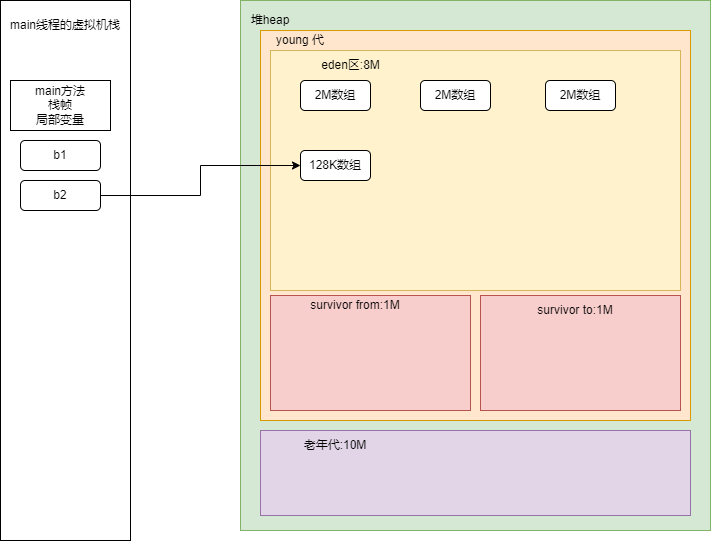 main线程的虚拟机栈
main方法
栈帧
局部变量
b1
b2
堆heap
young 代
eden区:8M
2M数组
2M数组
2M数组
128K数组
survivor from:1M
survivor to:1M
老年代:10M